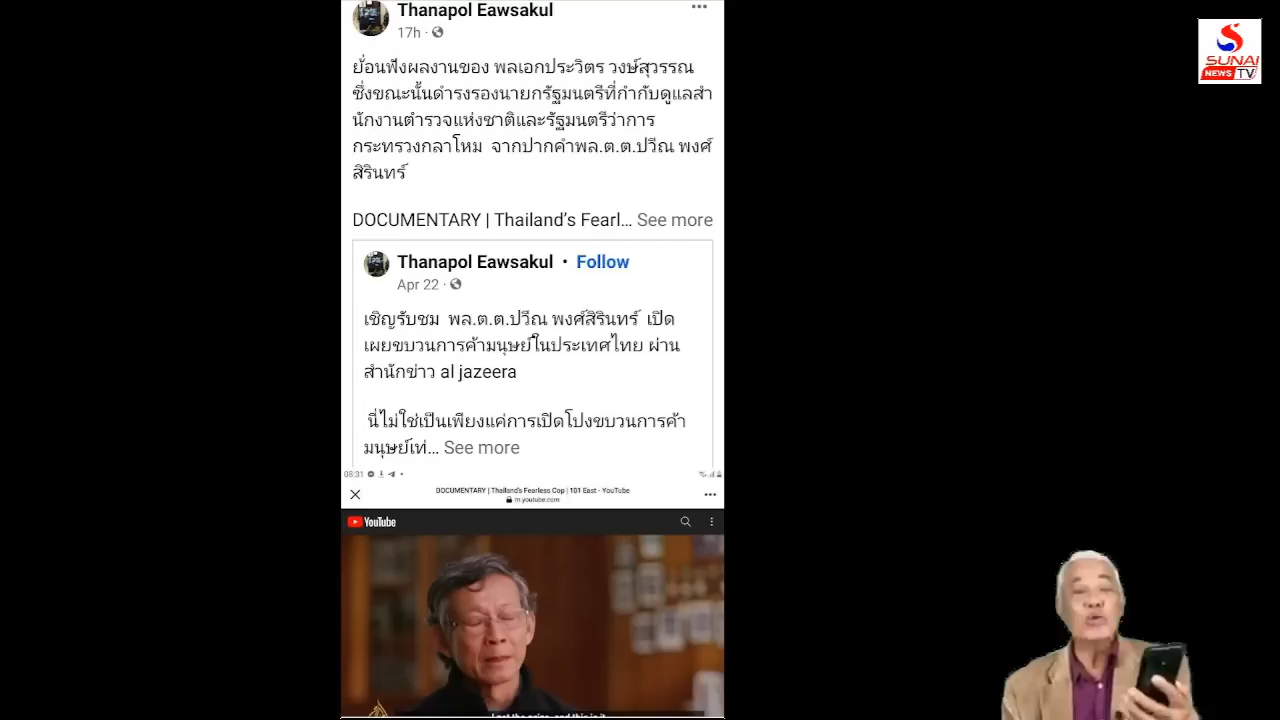 Thanapol Eawsakul
17h ·
ย้อนฟังผลงานของ พลเอกประวิตร วงษ์สุวรรณ
ซึ่งขณะนั้นดำรงรองนายกรัฐมนตรีที่กำกับดูแลสำ
นักงานตำรวจแห่งชาติและรัฐมนตรีว่าการ
กระทรวงกลาโหม จากปากคำพล.ต.ต.ปวีณ พงศ์
สิรินทร์
DOCUMENTARY | Thailand's Fearl... See more
Thanapol Eawsakul · Follow
Apr 22 ·
เชิญรับชม พล.ต.ต.ปวีณ พงศ์สิรินทร์ เปิด
เผยขบวนการค้ามนุษย์ในประเทศไทย ผ่าน
สำนักข่าว al jazeera
นี่ไม่ใช่เป็นเพียงแค่การเปิดโปงขบวนการค้า
มนุษย์เท่... See more
08:31
DOCUMENTARY | Thailand's Fearless Cop | 101 East - YouTube
m.youtube.com
YouTube
SUNAI
NEWS TV